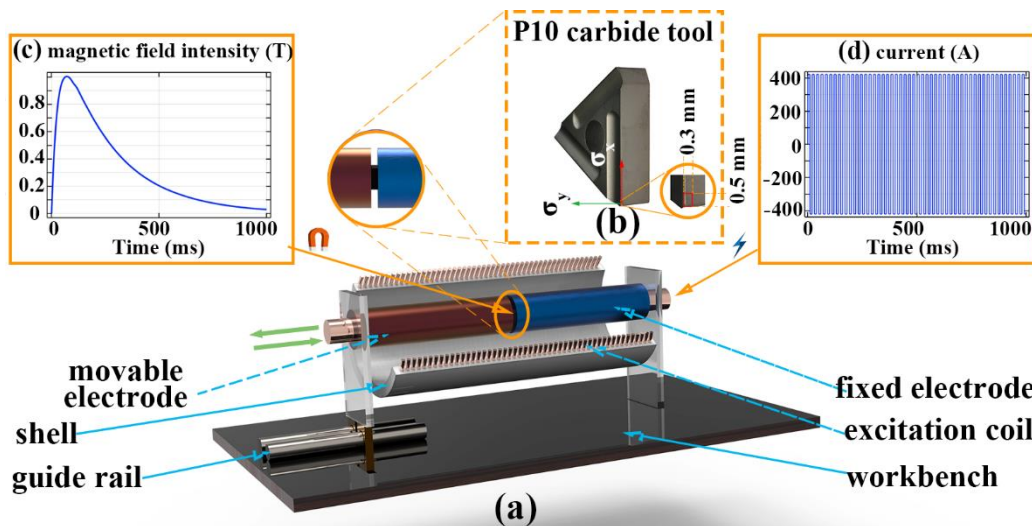 (c) magnetic field intensity (T)
0.8
0.6
0.4
0.2
0
0
500
1000
Time (ms)
P10 carbide tool
σx
σy
0.3 mm
0.5 mm
(b)
(d) current (A)
400
200
0
−200
−400
0
500
1000
Time (ms)
movable
electrode
shell
guide rail
fixed electrode
excitation coil
workbench
(a)